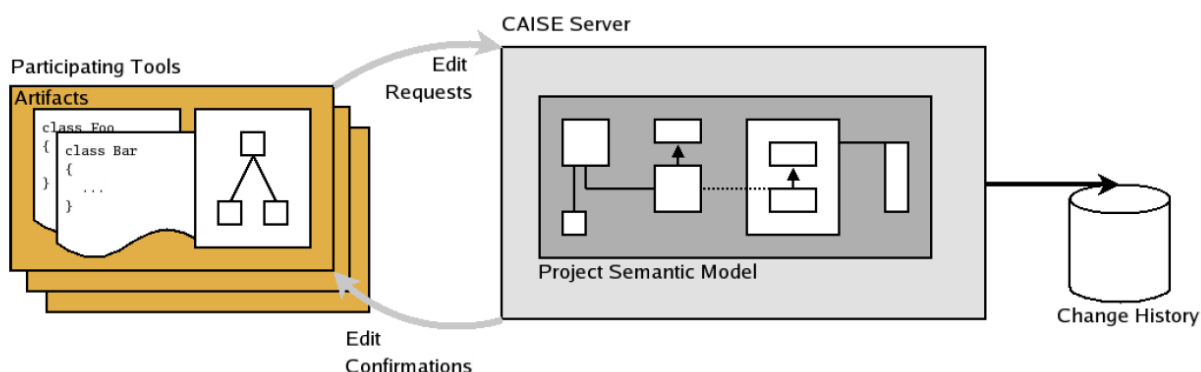 CAISE Server
Participating Tools
Edit
Requests
Artifacts
class Foo
{
}
class Bar
{
...
}
Project Semantic Model
Edit
Confirmations
Change History